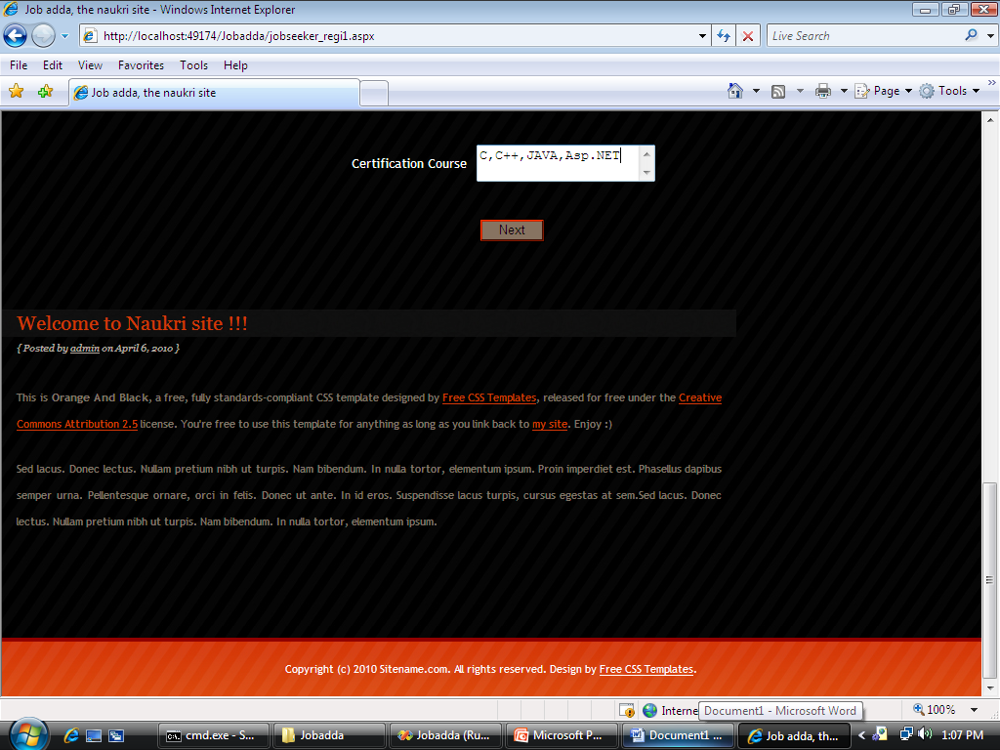 Job adda, the naukri site - Windows Internet Explorer
http://localhost:49174/Jobadda/jobseeker_regi1.aspx
Live Search
File Edit View Favorites Tools Help
Job adda, the naukri site
Page Tools
Certification Course
C,C++,JAVA,Asp.NET
Next
Welcome to Naukri site !!!
{ Posted by admin on April 6, 2010 }
This is Orange And Black, a free, fully standards-compliant CSS template designed by Free CSS Templates, released for free under the Creative
Commons Attribution 2.5 license. You're free to use this template for anything as long as you link back to my site. Enjoy :)
Sed lacus. Donec lectus. Nullam pretium nibh ut turpis. Nam bibendum. In nulla tortor, elementum ipsum. Proin imperdiet est. Phasellus dapibus
semper urna. Pellentesque ornare, orci in felis. Donec ut ante. In id eros. Suspendisse lacus turpis, cursus egestas at sem.Sed lacus. Donec
lectus. Nullam pretium nibh ut turpis. Nam bibendum. In nulla tortor, elementum ipsum.
Copyright (c) 2010 Sitename.com. All rights reserved. Design by Free CSS Templates.
Interne
Document1 - Microsoft Word
100%
cmd.exe - S...
Jobadda
Jobadda (Ru...
Microsoft P...
Document1 ...
Job adda, th...
1:07 PM